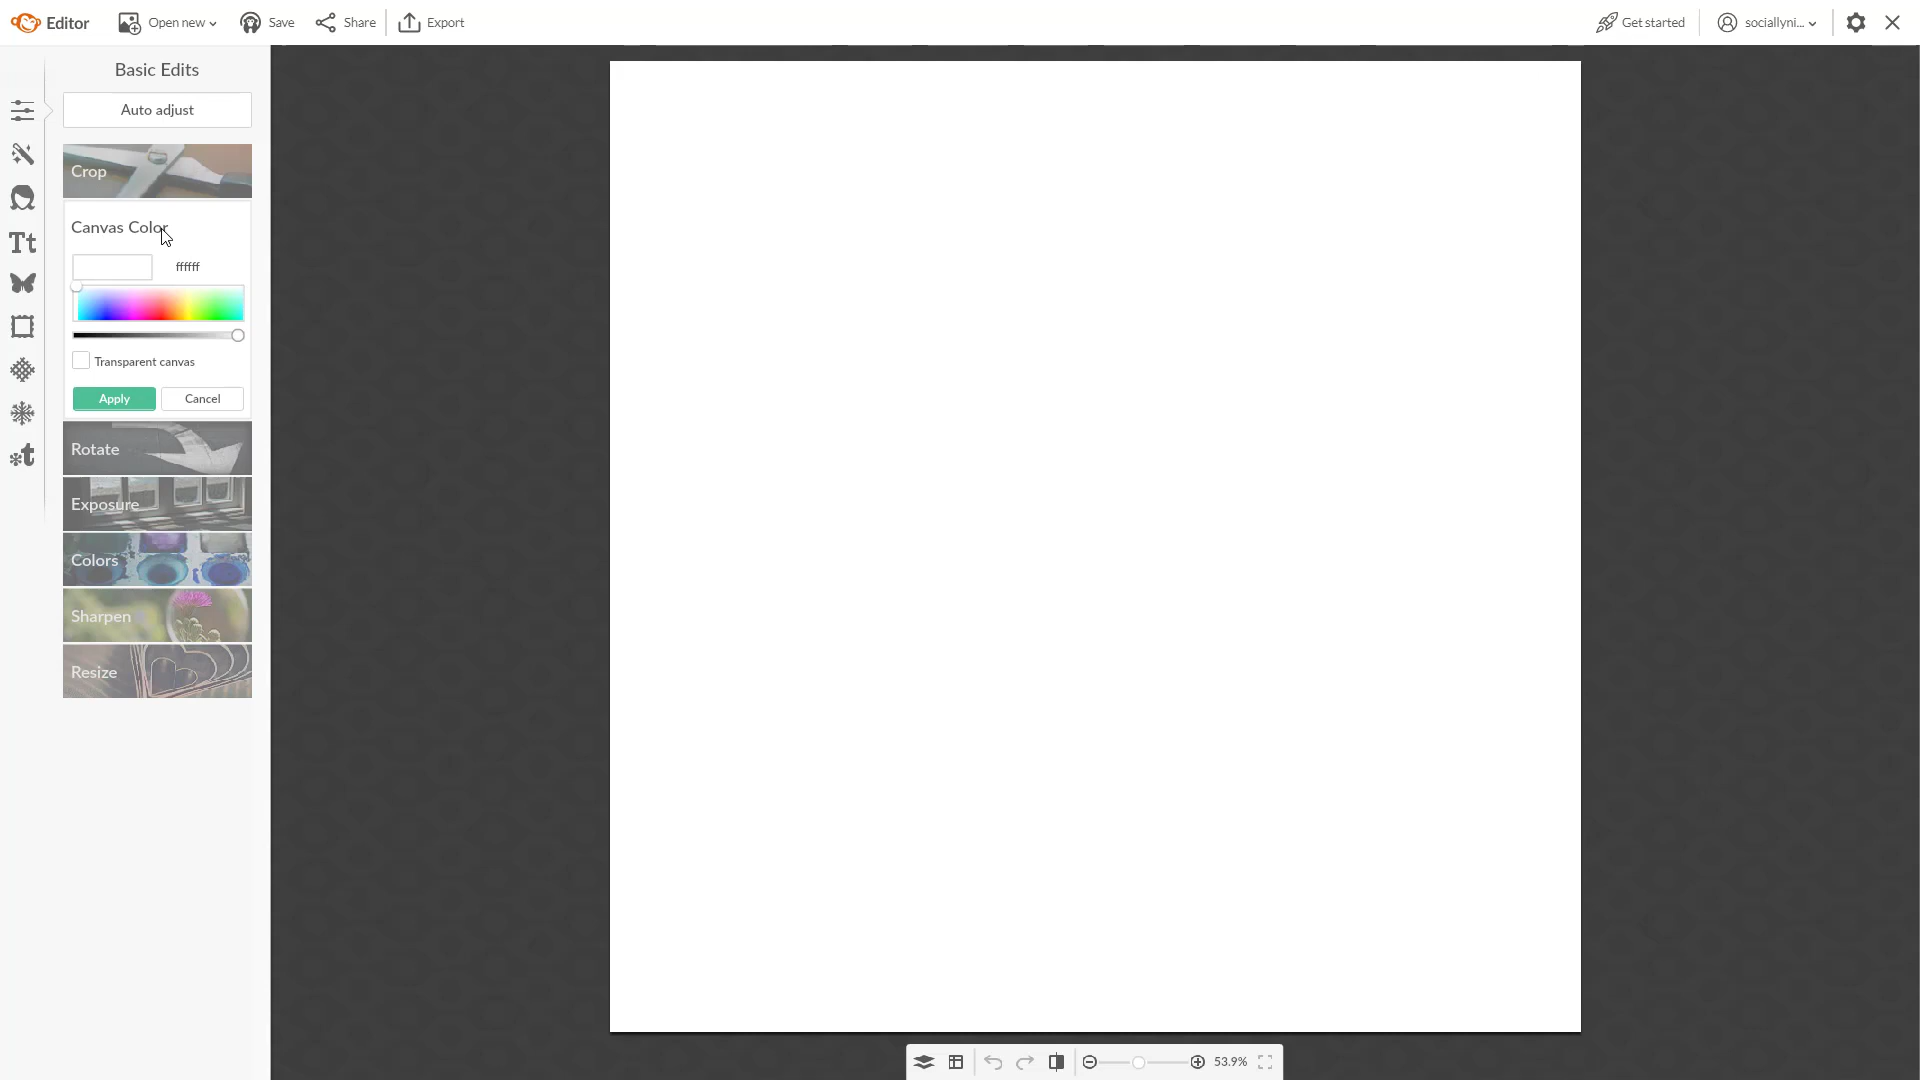 Editor
Open new
Save
Share
Export
Get started
sociallyni...
Basic Edits
Auto adjust
Crop
Canvas Color
ffffff
Transparent canvas
Apply
Cancel
Tt
t
Rotate
Exposure
Colors
Sharpen
Resize
53.9%